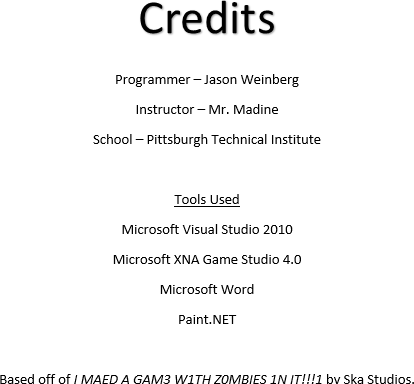 Credits
Programmer – Jason Weinberg
Instructor – Mr. Madine
School – Pittsburgh Technical Institute
Tools Used
Microsoft Visual Studio 2010
Microsoft XNA Game Studio 4.0
Microsoft Word
Paint.NET
Based off of I MAED A GAM3 W1TH Z0MBIES 1N IT!!!1 by Ska Studios.